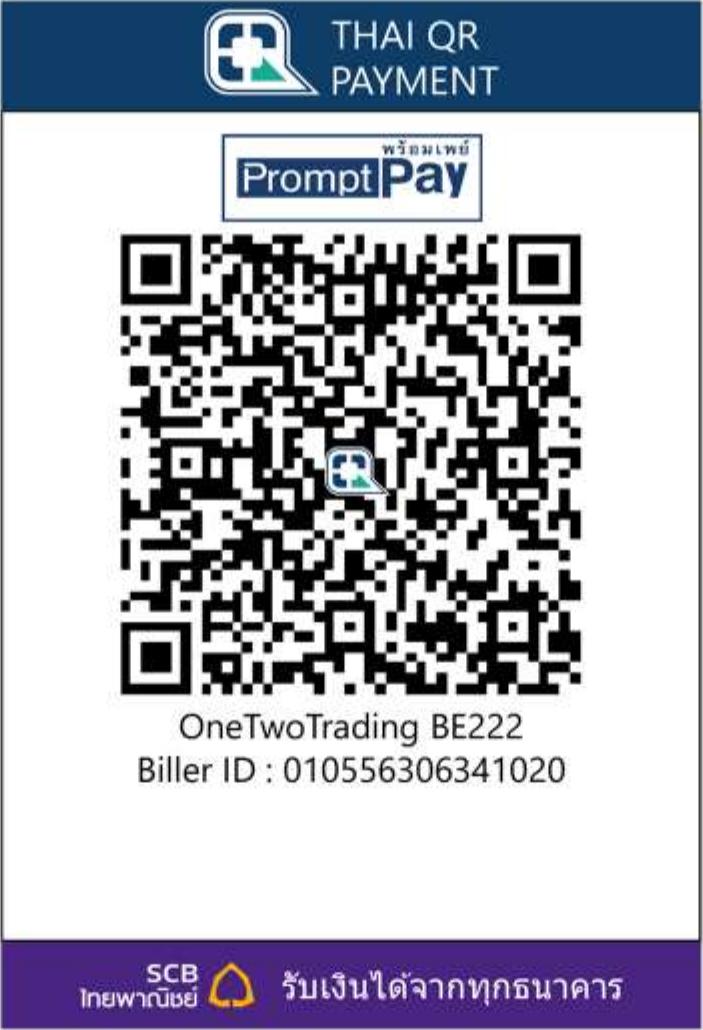 THAI QR
PAYMENT
พร้อมเพย์
Prompt Pay
OneTwoTrading BE222
Biller ID : 010556306341020
SCB
ไทยพาณิชย์
รับเงินได้จากทุกธนาคาร